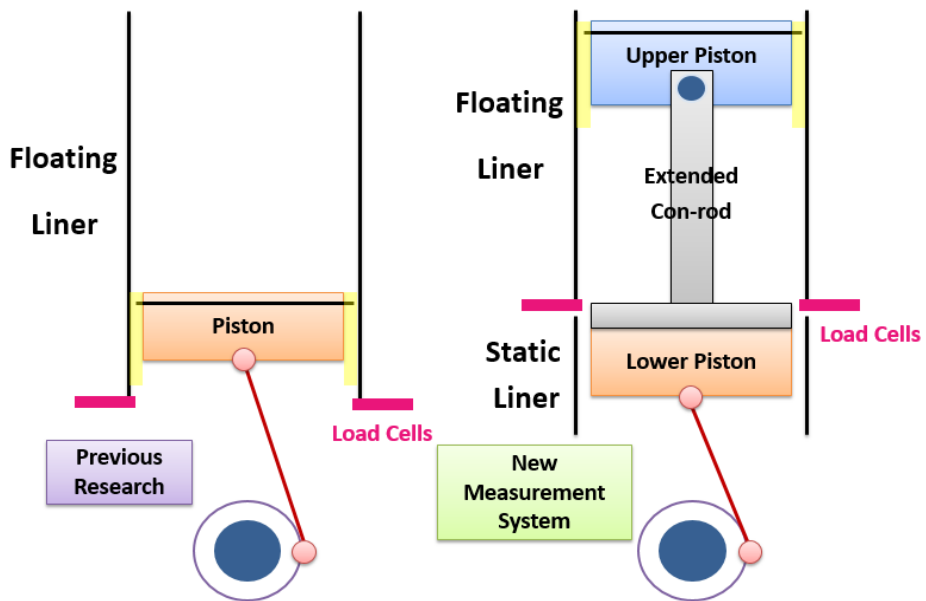 Floating
Liner
Piston
Load Cells
Previous
Research
Upper Piston
Floating
Liner
Extended
Con-rod
Load Cells
Static
Liner
Lower Piston
New
Measurement
System